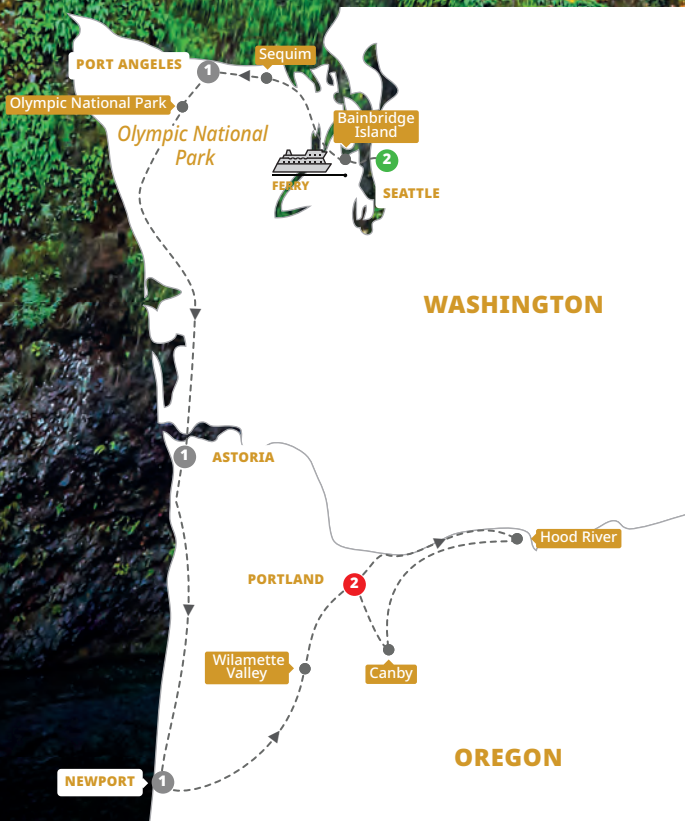 Sequim
PORT ANGELES
1
Olympic National Park
Bainbridge
Island
Olympic National
Park
2
FERRY
SEATTLE
WASHINGTON
1
ASTORIA
Hood River
PORTLAND
2
Wilamette
Valley
Canby
OREGON
NEWPORT
1